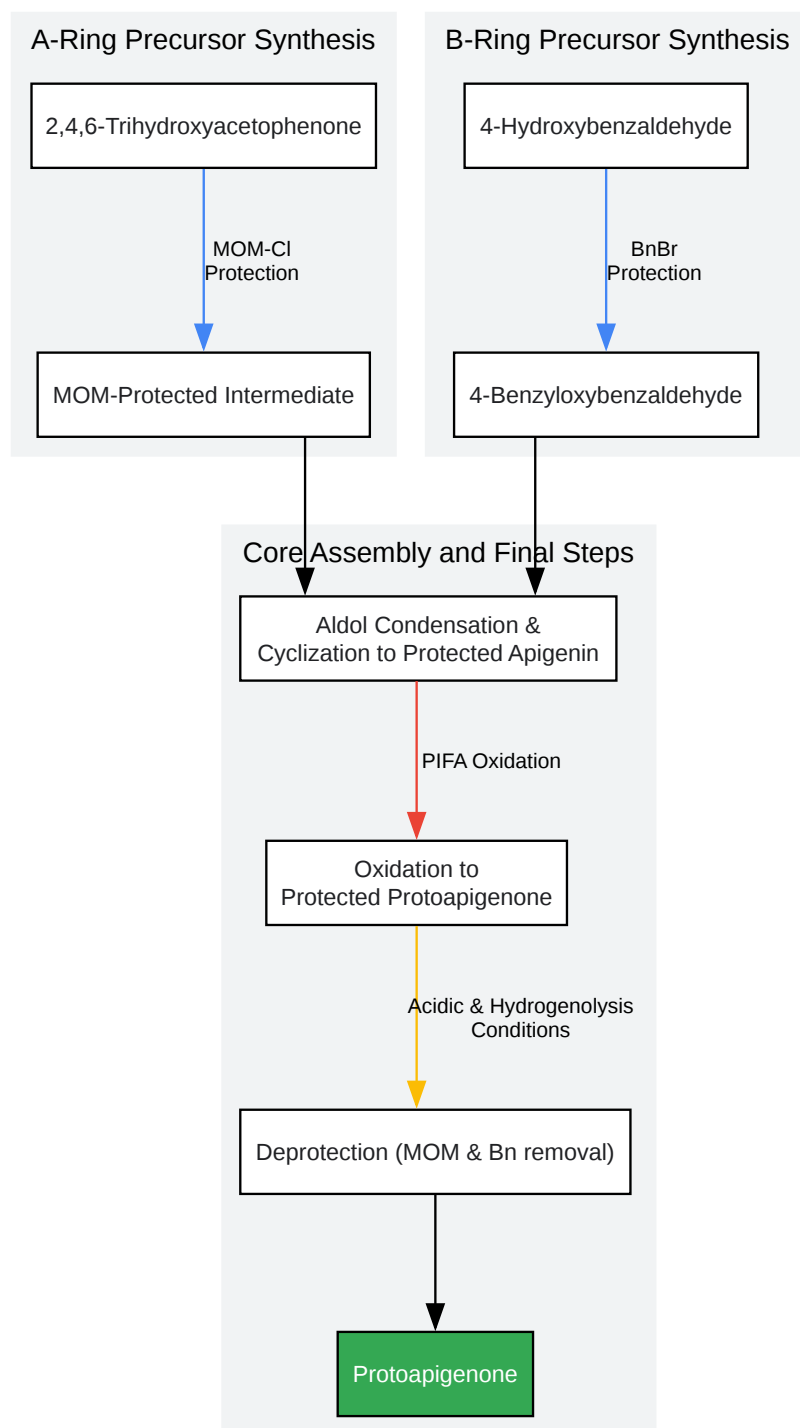 A-Ring Precursor Synthesis
B-Ring Precursor Synthesis
2,4,6-Trihydroxyacetophenone
4-Hydroxybenzaldehyde
MOM-Cl
Protection
BnBr
Protection
MOM-Protected Intermediate
4-Benzyloxybenzaldehyde
Core Assembly and Final Steps
Aldol Condensation &
Cyclization to Protected Apigenin
PIFA Oxidation
Oxidation to
Protected Protoapigenone
Acidic & Hydrogenolysis
Conditions
Deprotection (MOM & Bn removal)
Protoapigenone